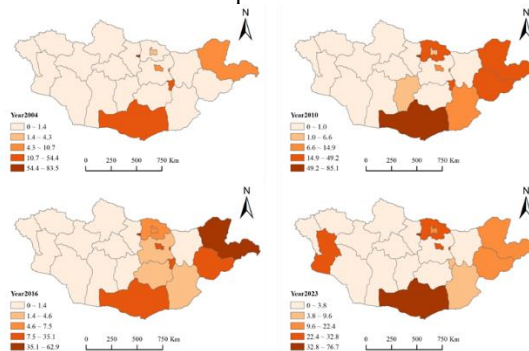 N
Year2004
0 – 1.4
1.4 – 4.3
4.3 – 10.7
10.7 – 54.4
54.4 – 83.5
0 250 500 750 Km
N
Year2010
0 – 1.0
1.0 – 6.6
6.6 – 14.9
14.9 – 49.2
49.2 – 85.1
0 250 500 750 Km
N
Year2016
0 – 1.4
1.4 – 4.6
4.6 – 7.5
7.5 – 35.1
35.1 – 62.9
0 250 500 750 Km
N
Year2023
0 – 3.8
3.8 – 9.6
9.6 – 22.4
22.4 – 32.8
32.8 – 76.7
0 250 500 750 Km